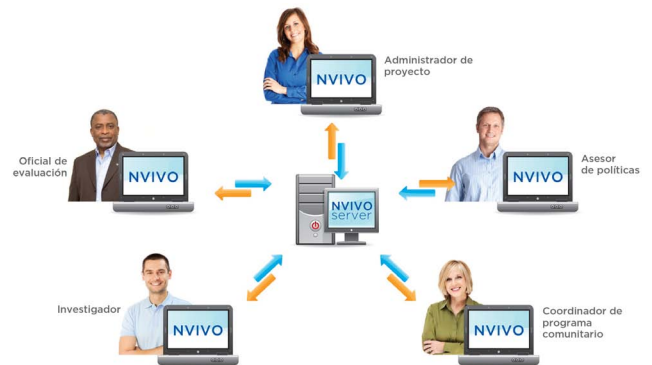 Administrador de
proyecto
NVIVO
Oficial de
evaluación
NVIVO
NVIVO
Asesor
de políticas
NVIVO
server
Investigador
NVIVO
NVIVO
Coordinador de
programa
comunitario